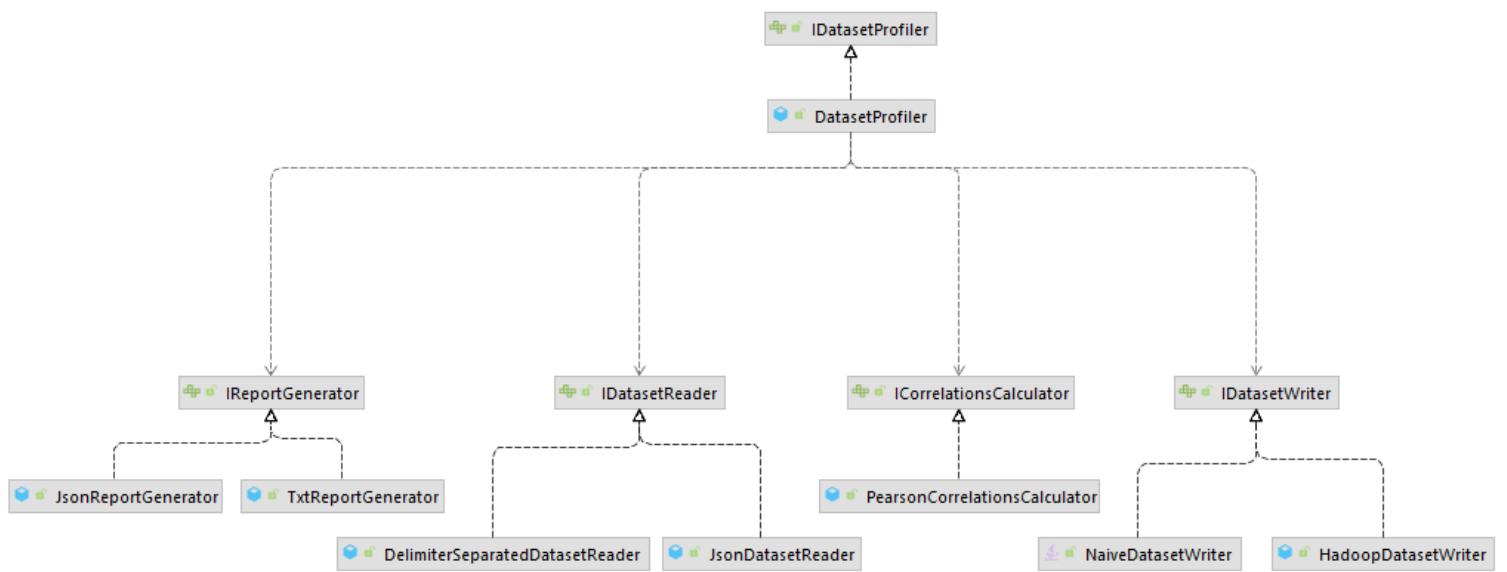 IDatasetProfiler
DatasetProfiler
IReportGenerator
IDatasetReader
ICorrelationsCalculator
IDatasetWriter
JsonReportGenerator
TxtReportGenerator
PearsonCorrelationsCalculator
DelimiterSeparatedDatasetReader
JsonDatasetReader
NaiveDatasetWriter
HadoopDatasetWriter